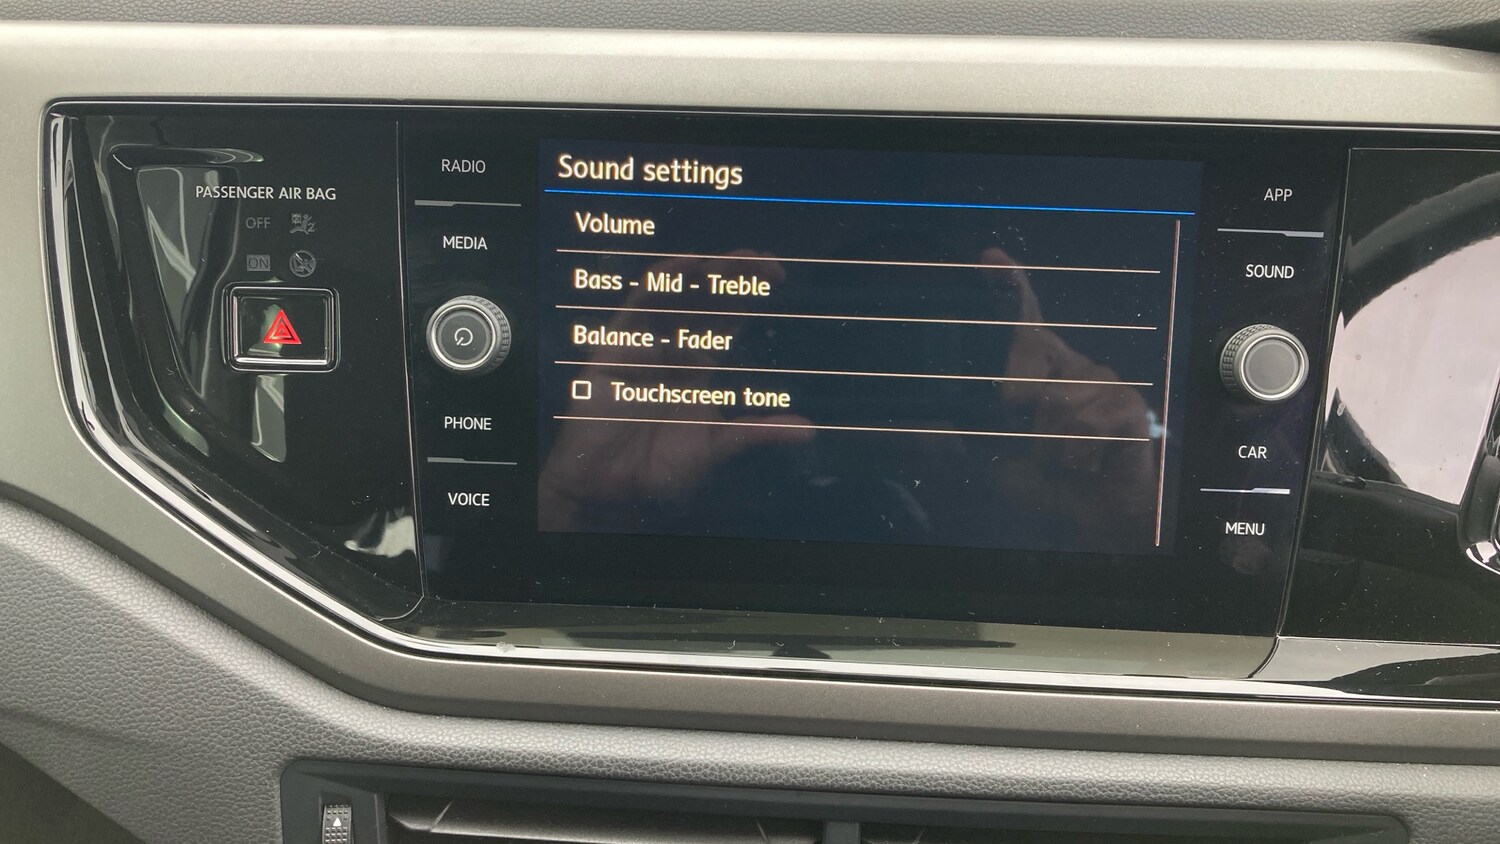 PASSENGER AIR BAG
OFF
ON
RADIO
MEDIA
PHONE
VOICE
Sound settings
Volume
Bass - Mid - Treble
Balance - Fader
Touchscreen tone
APP
SOUND
CAR
MENU